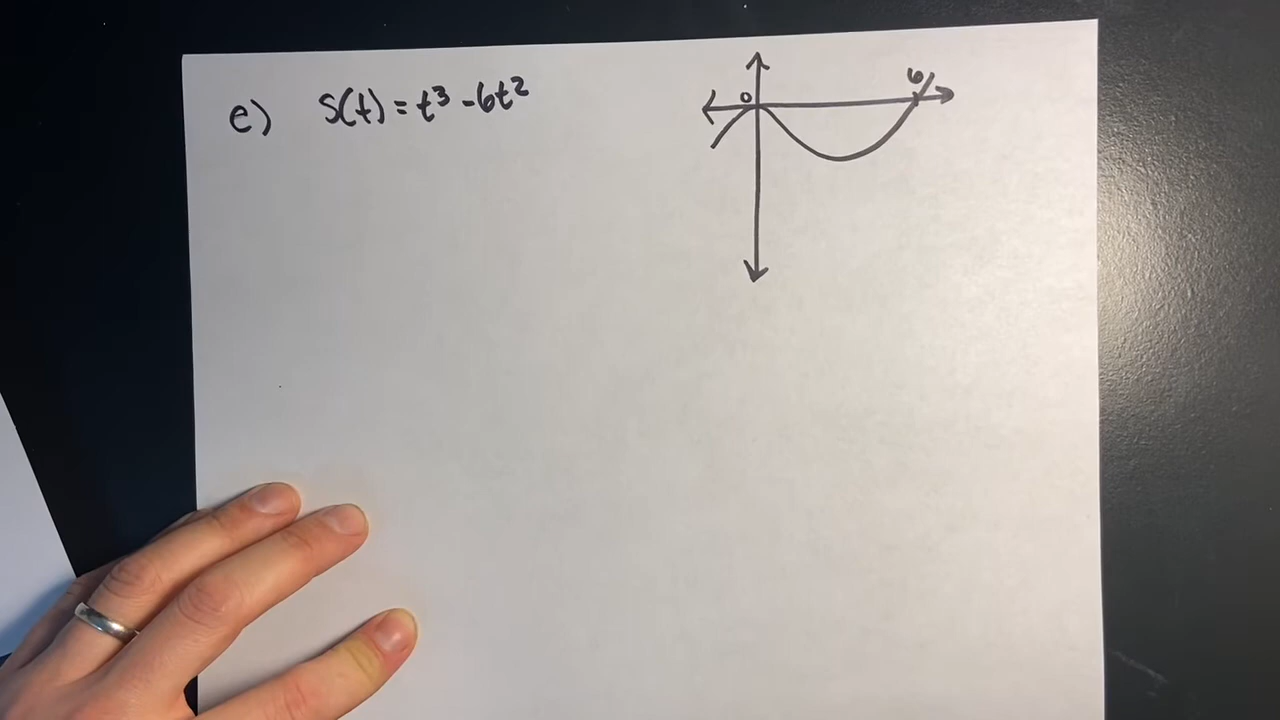 e) S(t) = t³ - 6t²
0
6